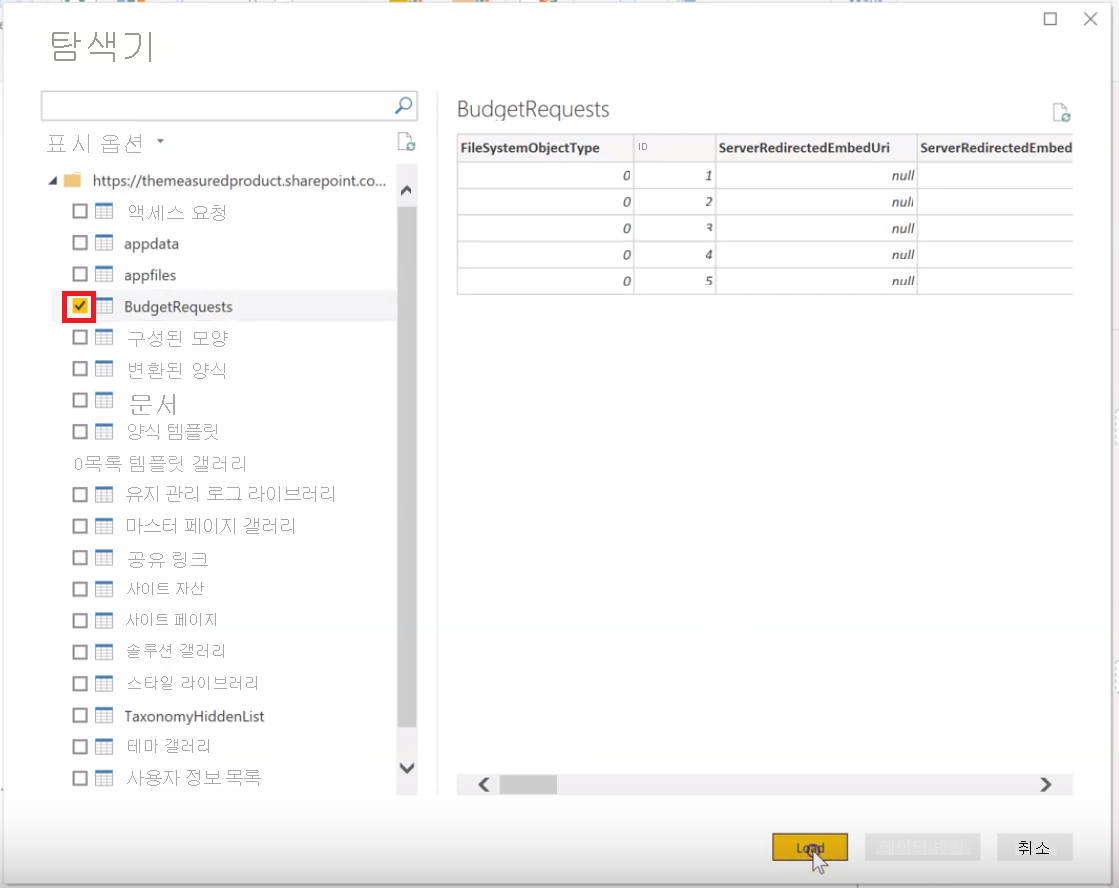 탐색기
표시 옵션
https://themeasuredproduct.sharepoint.co...
액세스 요청
appdata
appfiles
BudgetRequests
구성된 모양
변환된 양식
문서
양식 템플릿
0목록 템플릿 갤러리
유지 관리 로그 라이브러리
마스터 페이지 갤러리
공유 링크
사이트 자산
사이트 페이지
솔루션 갤러리
스타일 라이브러리
TaxonomyHiddenList
테마 갤러리
사용자 정보 목록
BudgetRequests
FileSystemObjectType ID ServerRedirectedEmbedUri ServerRedirectedEmbed
0 1 null
0 2 null
0 3 null
0 4 null
0 5 null
Load 데이터 변환 취소